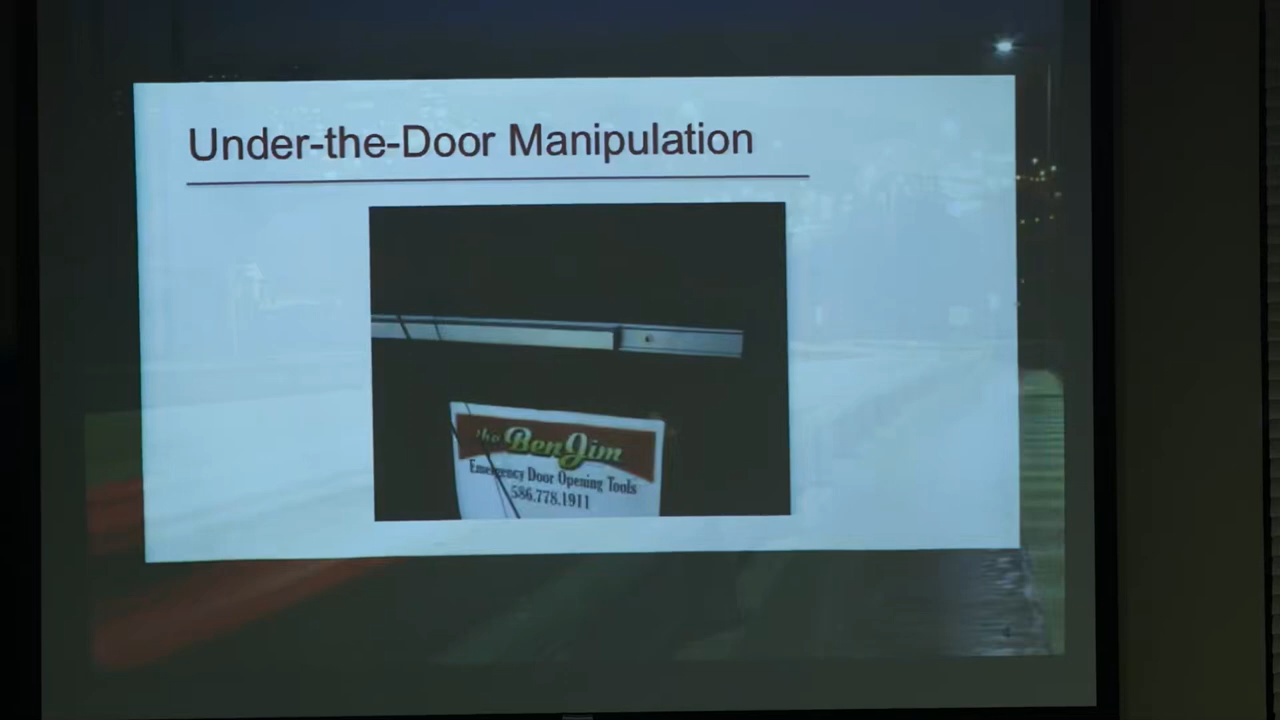 Under-the-Door Manipulation
the BenJim
Emergency Door Opening Tools
586.778.1911